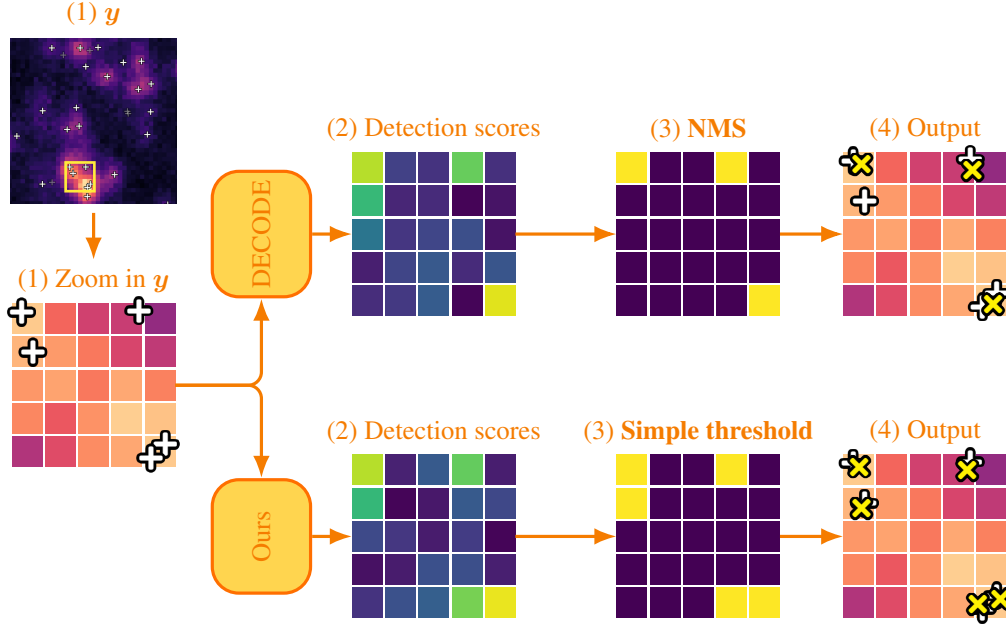 (1) y
(1) Zoom in y
DECODE
(2) Detection scores
(3) NMS
(4) Output
Ours
(2) Detection scores
(3) Simple threshold
(4) Output